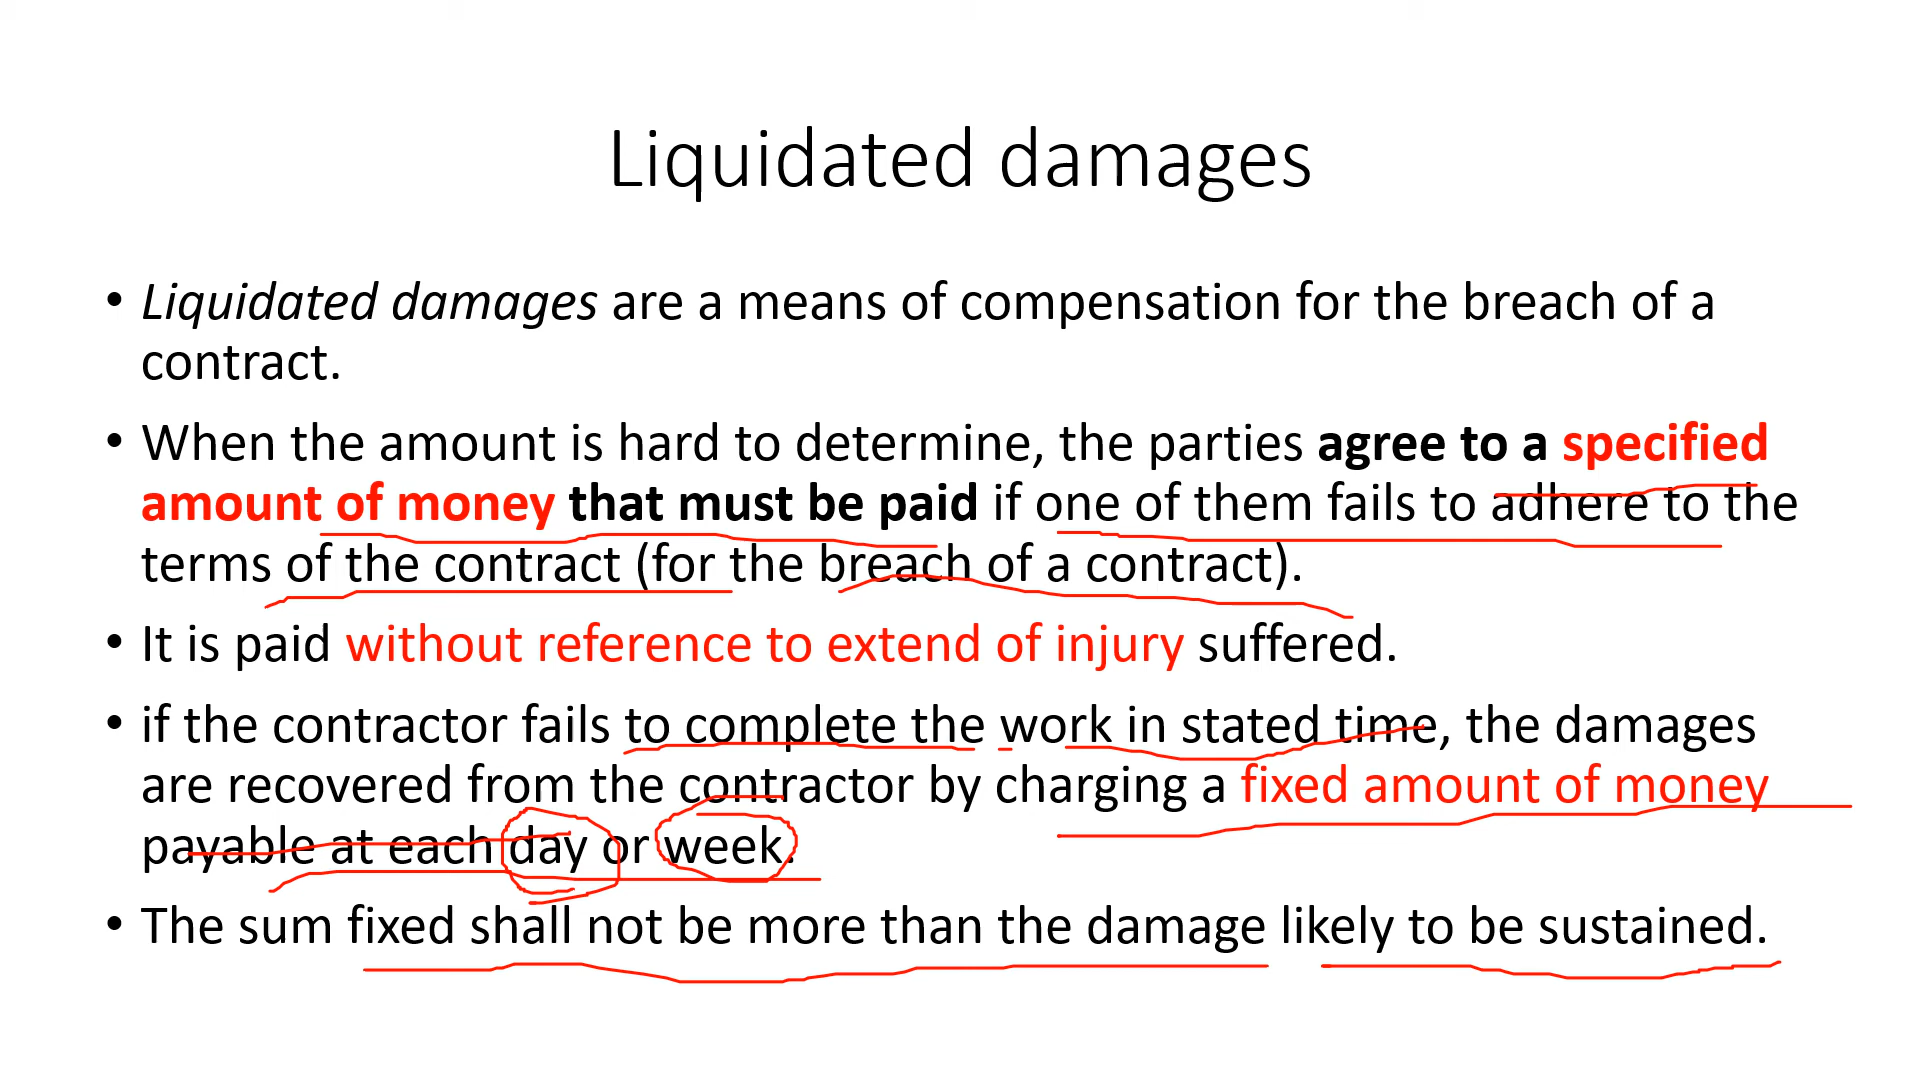 Liquidated damages
• Liquidated damages are a means of compensation for the breach of a
contract.
• When the amount is hard to determine, the parties agree to a specified
amount of money that must be paid if one of them fails to adhere to the
terms of the contract (for the breach of a contract).
• It is paid without reference to extend of injury suffered.
• if the contractor fails to complete the work in stated time, the damages
are recovered from the contractor by charging a fixed amount of money
payable at each day or week.
• The sum fixed shall not be more than the damage likely to be sustained.